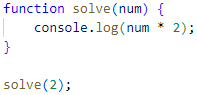 function solve(num) {
    console.log(num * 2);
}

solve(2);